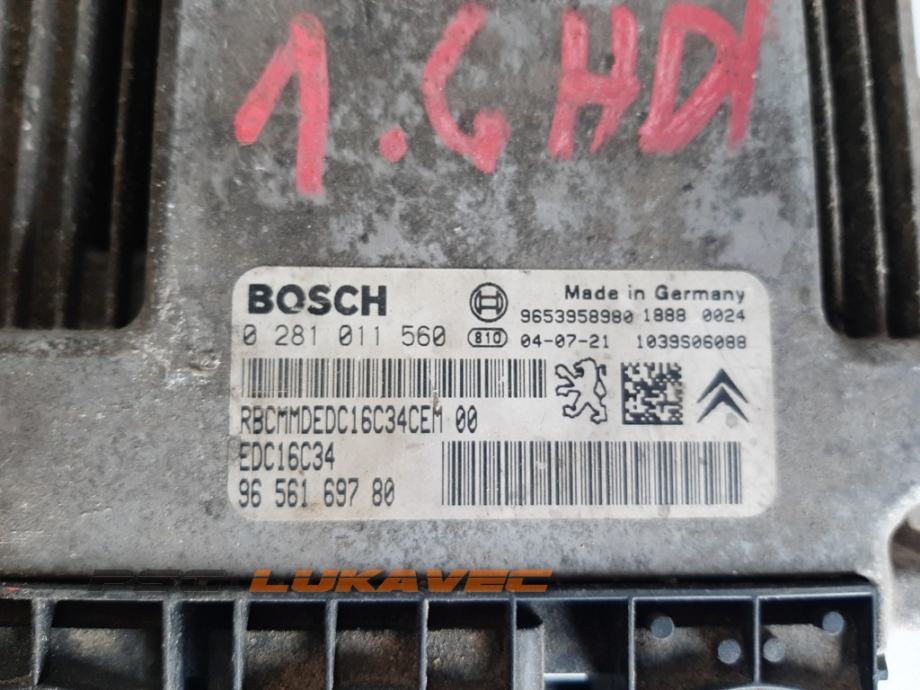 1.6 HDI
BOSCH
Made in Germany
9653958980 1888 0024
0 281 011 560
810 04-07-21 1039S06088
RBCMMDEDC16C34CEM 00
EDC16C34
96 561 697 80
PSC LUKAVEC